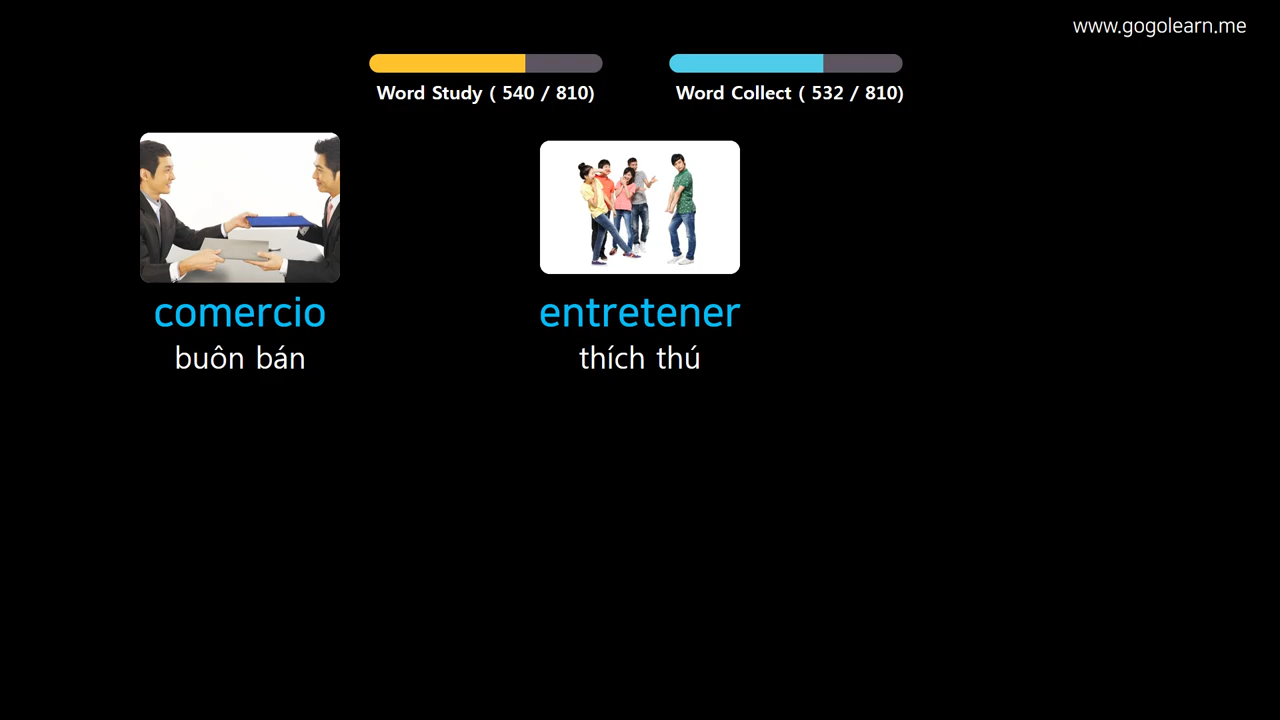 www.gogolearn.me
Word Study ( 540 / 810)
Word Collect ( 532 / 810)
comercio
buôn bán
entretener
thích thú